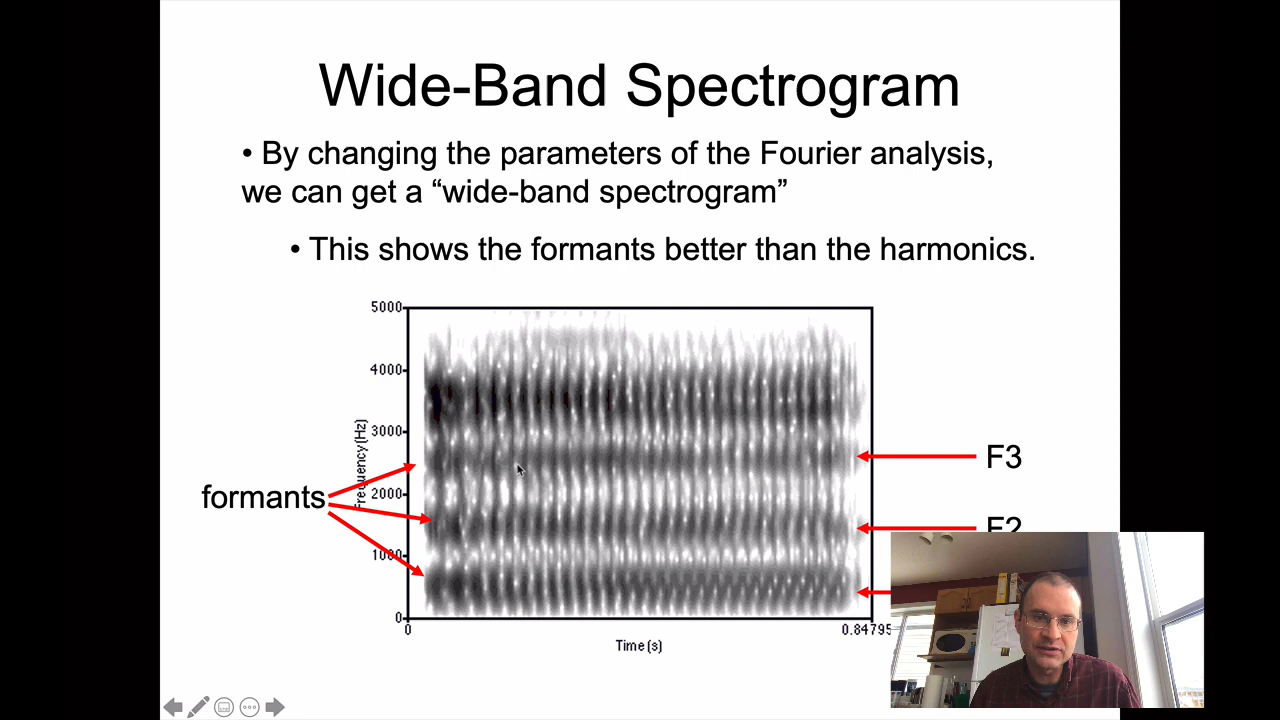 Wide-Band Spectrogram
• By changing the parameters of the Fourier analysis,
we can get a “wide-band spectrogram”
• This shows the formants better than the harmonics.
5000
4000
3000
2000
1000
0
Frequency (Hz)
0
0.84795
Time (s)
formants
F3
F2